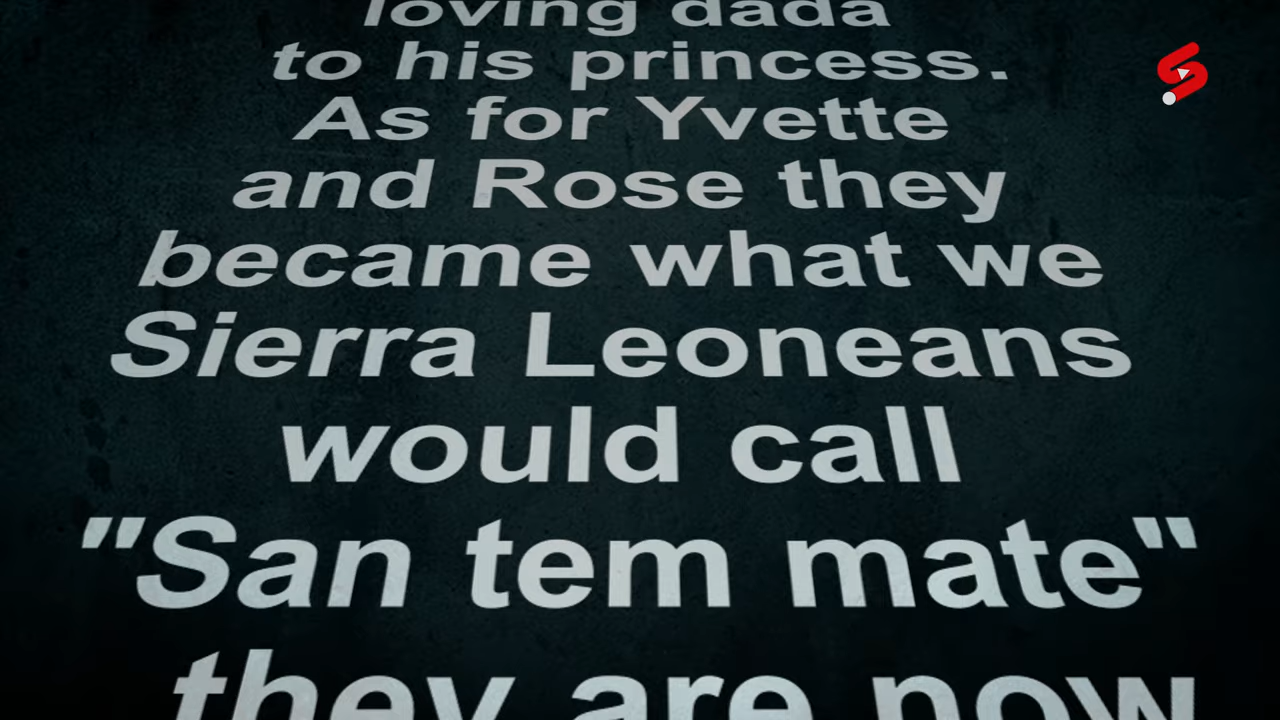 loving dada
to his princess.
As for Yvette
and Rose they
became what we
Sierra Leoneans
would call
"San tem mate"
they are now